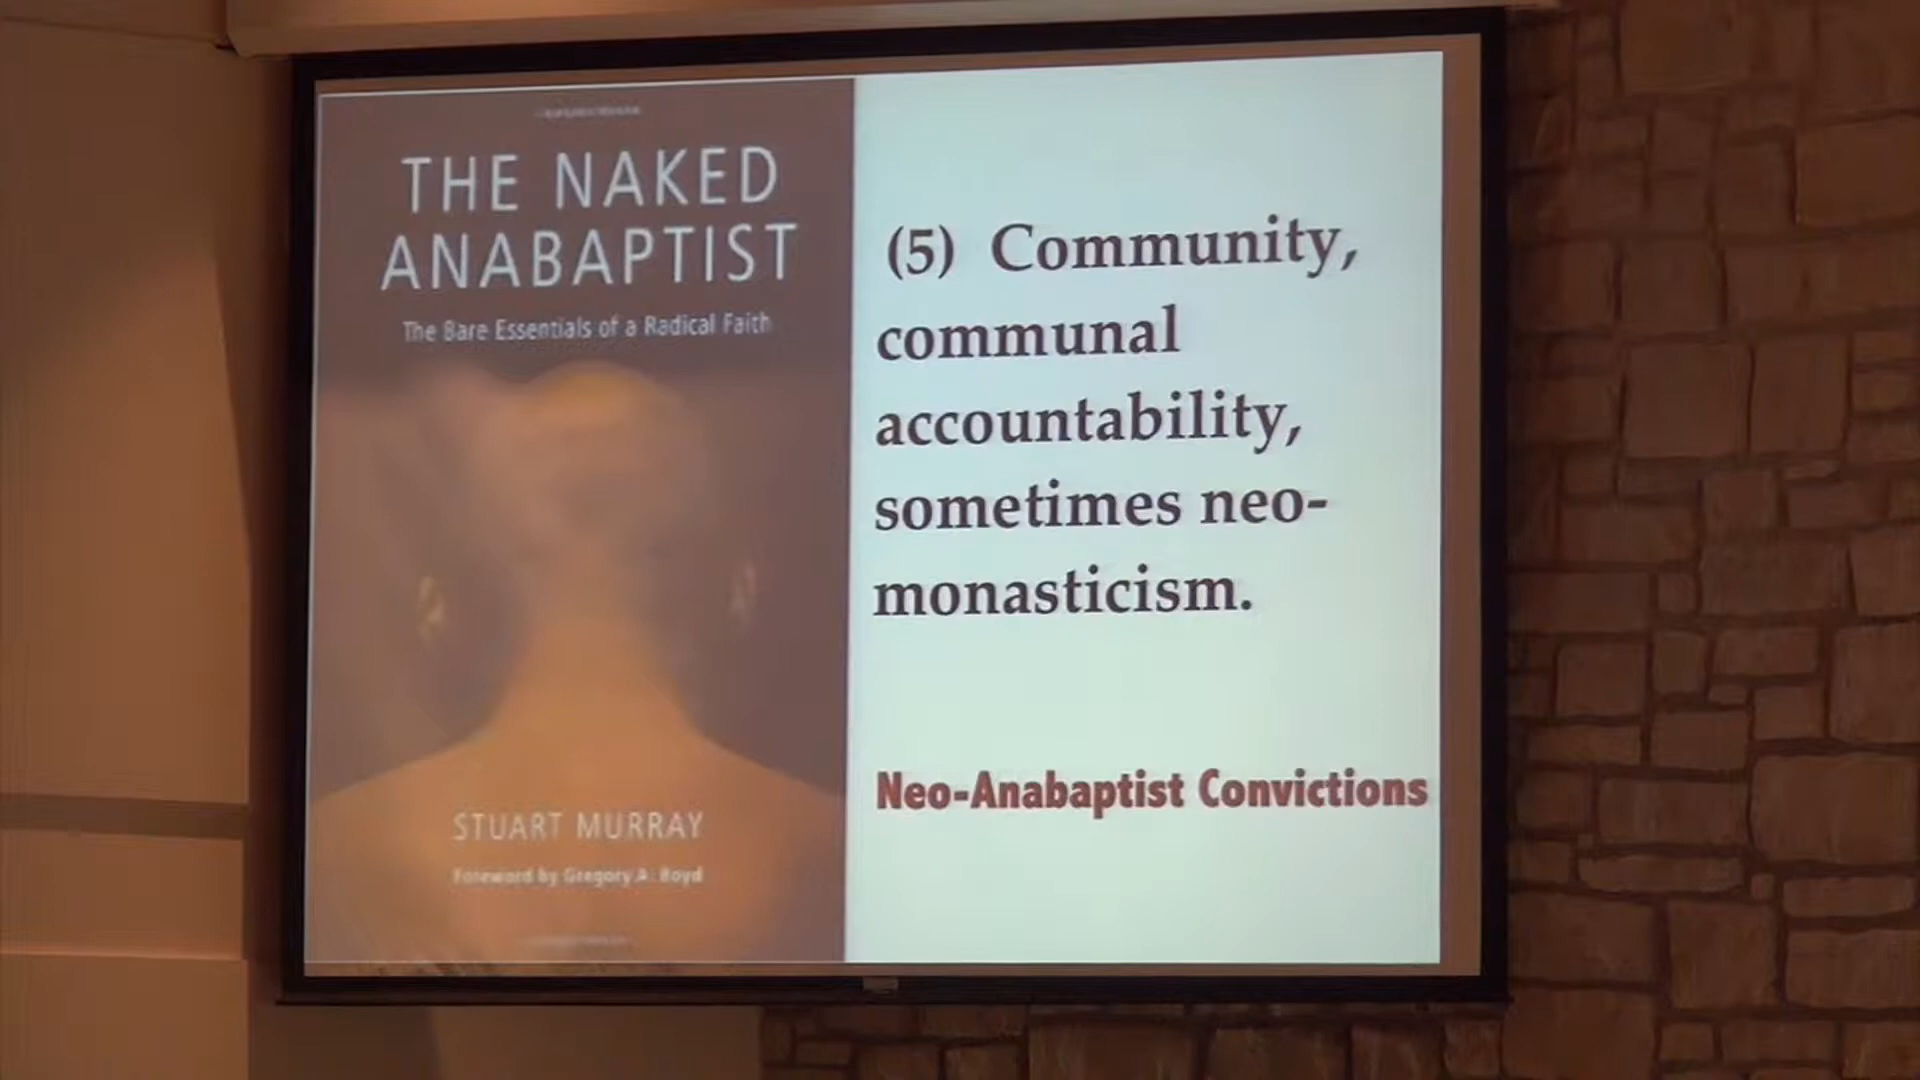 THE NAKED
ANABAPTIST
The Bare Essentials of a Radical Faith
STUART MURRAY
Foreword by Gregory A. Boyd
(5) Community,
communal
accountability,
sometimes neo-
monasticism.
Neo-Anabaptist Convictions